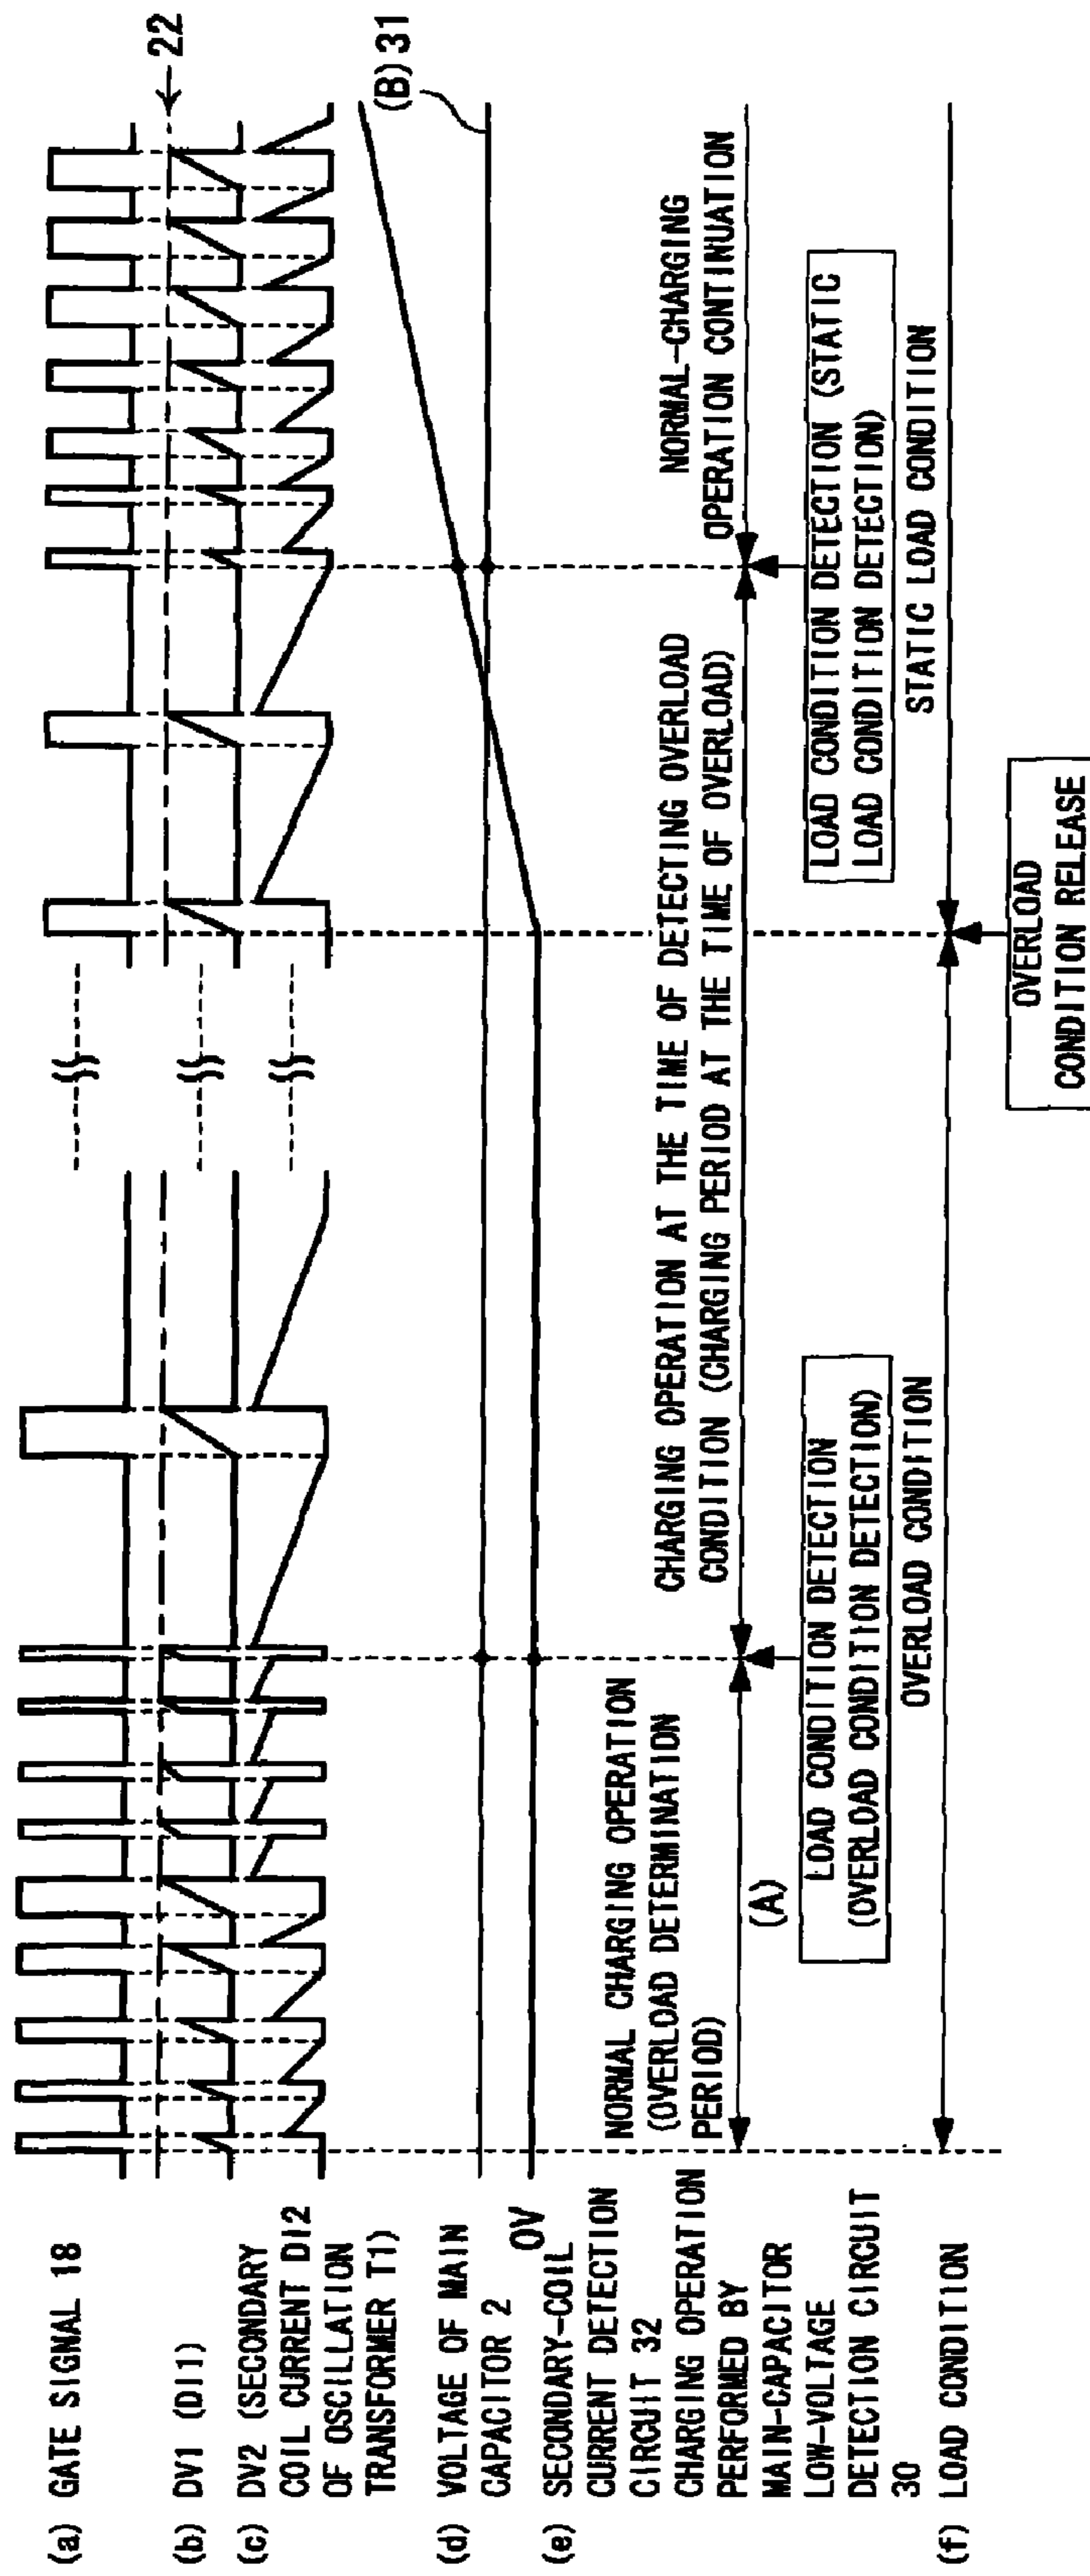 (a) GATE SIGNAL 18
(b) DV1 (DI1)
(c) DV2 (SECONDARY
COIL CURRENT DI2
OF OSCILLATION
TRANSFORMER T1)
(d) VOLTAGE OF MAIN
CAPACITOR 2
0V
(e) SECONDARY-COIL
CURRENT DETECTION
CIRCUIT 32
CHARGING OPERATION
PERFORMED BY
MAIN-CAPACITOR
LOW-VOLTAGE
DETECTION CIRCUIT
30
(f) LOAD CONDITION
22
(B) 31
NORMAL CHARGING OPERATION
(OVERLOAD DETERMINATION
PERIOD)
(A)
CHARGING OPERATION AT THE TIME OF DETECTING OVERLOAD
CONDITION (CHARGING PERIOD AT THE TIME OF OVERLOAD)
NORMAL-CHARGING
OPERATION CONTINUATION
LOAD CONDITION DETECTION
(OVERLOAD CONDITION DETECTION)
LOAD CONDITION DETECTION (STATIC
LOAD CONDITION DETECTION)
OVERLOAD CONDITION
STATIC LOAD CONDITION
OVERLOAD
CONDITION RELEASE